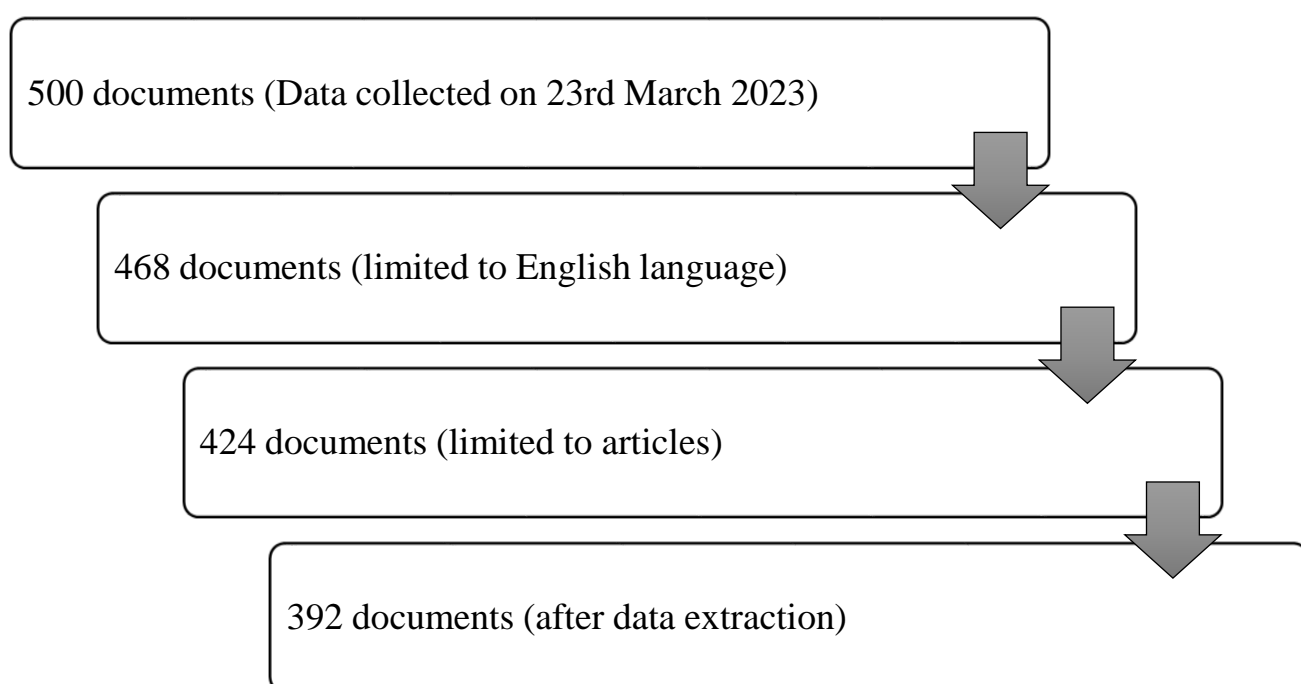 500 documents (Data collected on 23rd March 2023)
468 documents (limited to English language)
424 documents (limited to articles)
392 documents (after data extraction)